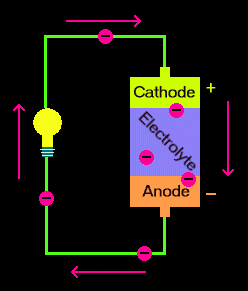 Cathode +
Electrolyte
Anode −